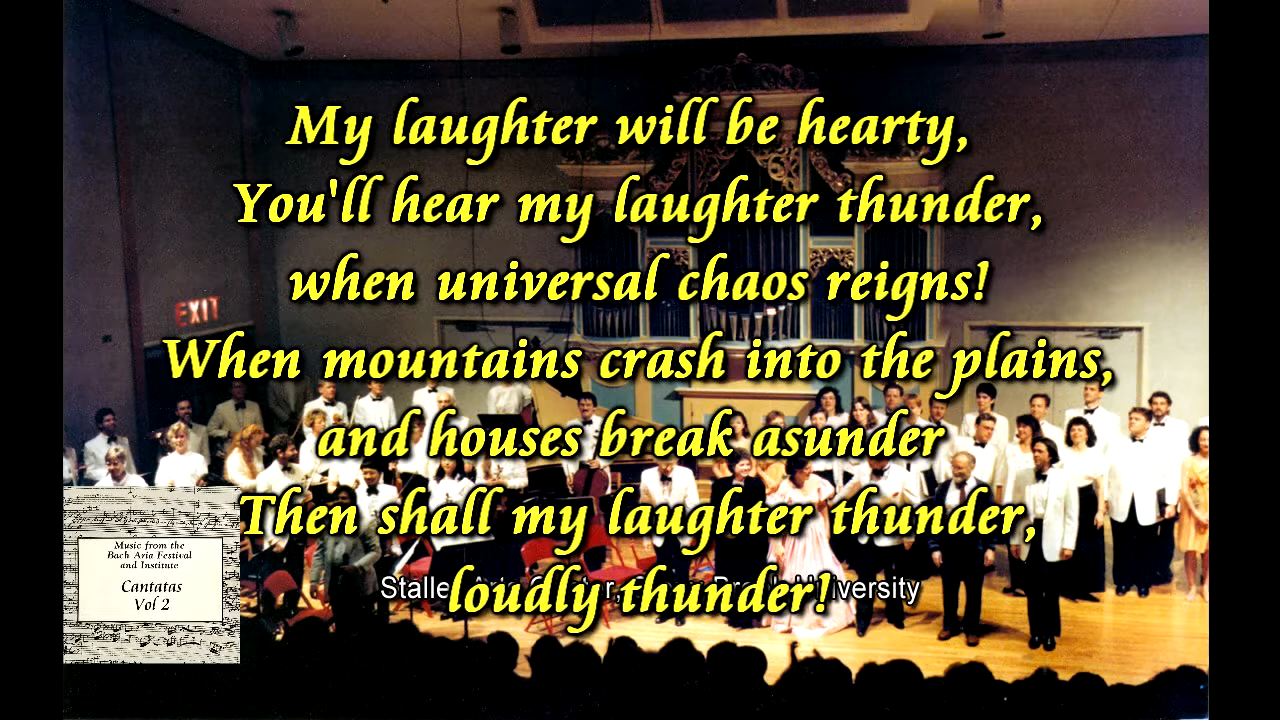 My laughter will be hearty,
You'll hear my laughter thunder,
when universal chaos reigns!
EXIT
When mountains crash into the plains,
and houses break asunder
Then shall my laughter thunder,
loudly thunder!
Music from the
Bach Aria Festival
and Institute
Cantatas
Vol 2